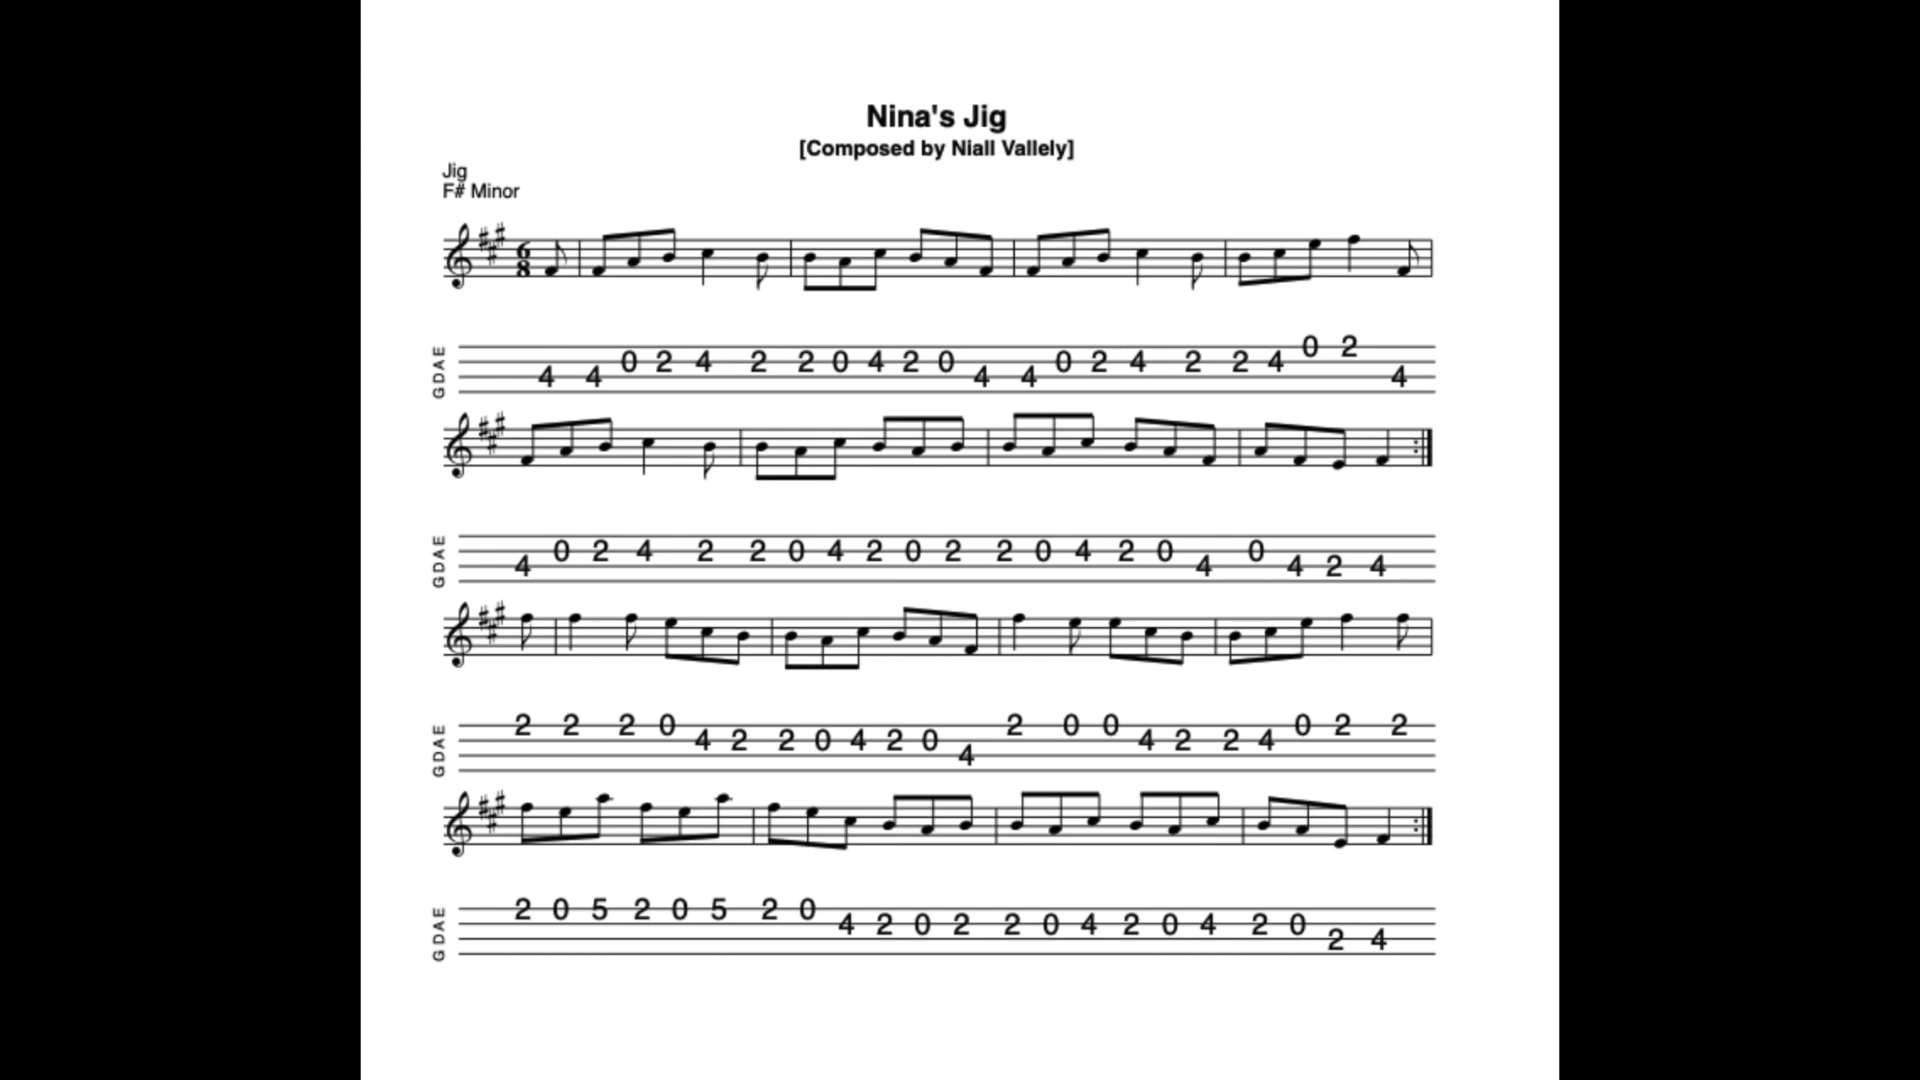 Nina's Jig
[Composed by Niall Vallely]
Jig
F# Minor
6
8
G D A E
4 4 0 2 4 2 2 0 4 2 0 4 4 0 2 4 2 2 4 0 2 4
G D A E
4 0 2 4 2 2 0 4 2 0 2 2 0 4 2 0 4 0 4 2 4
G D A E
2 2 2 0 4 2 2 0 4 2 0 4 2 0 0 4 2 2 4 0 2 2
G D A E
2 0 5 2 0 5 2 0 4 2 0 2 2 0 4 2 0 4 2 0 2 4